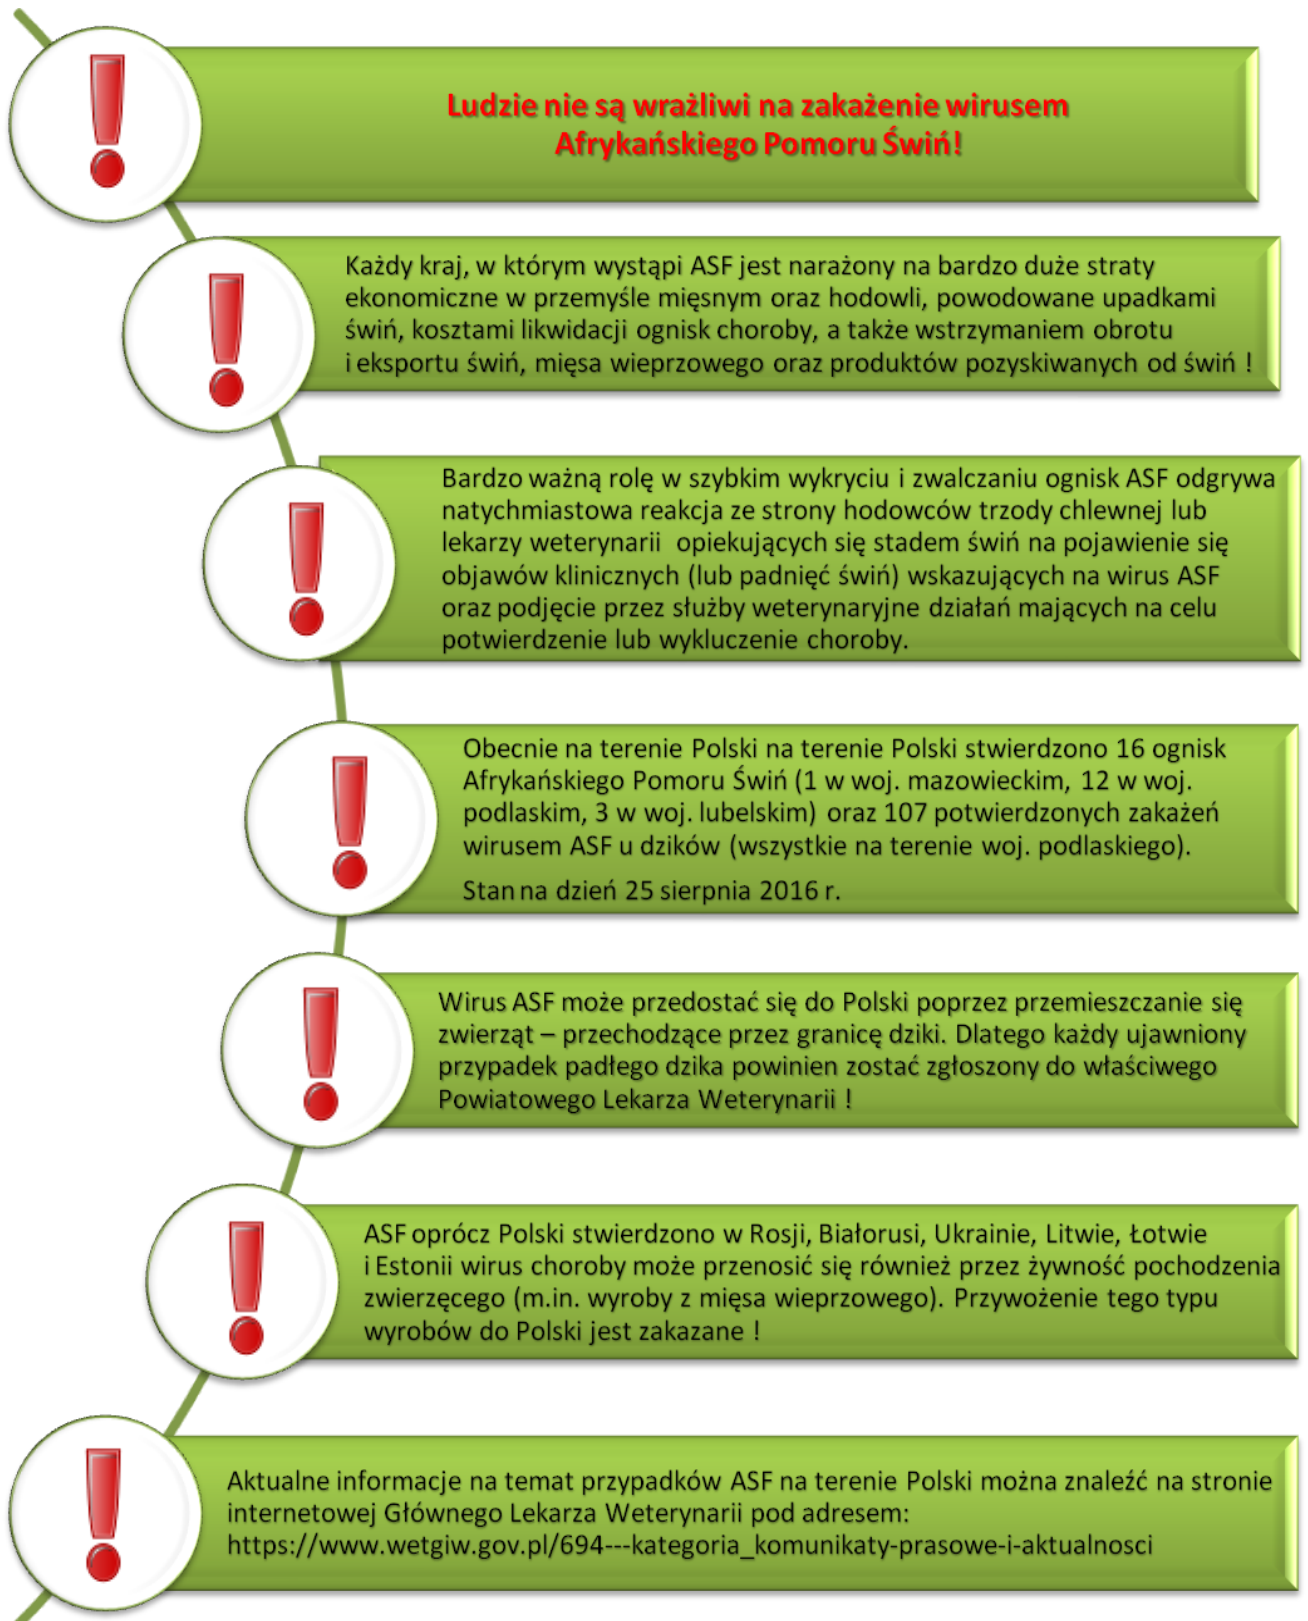 Ludzie nie są wrażliwi na zakażenie wirusem
Afrykańskiego Pomoru Świń!
Każdy kraj, w którym wystąpi ASF jest narażony na bardzo duże straty
ekonomiczne w przemyśle mięsnym oraz hodowli, powodowane upadkami
świń, kosztami likwidacji ognisk choroby, a także wstrzymaniem obrotu
i eksportu świń, mięsa wieprzowego oraz produktów pozyskiwanych od świń !
Bardzo ważną rolę w szybkim wykryciu i zwalczaniu ognisk ASF odgrywa
natychmiastowa reakcja ze strony hodowców trzody chlewnej lub
lekarzy weterynarii opiekujących się stadem świń na pojawienie się
objawów klinicznych (lub padnięć świń) wskazujących na wirus ASF
oraz podjęcie przez służby weterynaryjne działań mających na celu
potwierdzenie lub wykluczenie choroby.
Obecnie na terenie Polski na terenie Polski stwierdzono 16 ognisk
Afrykańskiego Pomoru Świń (1 w woj. mazowieckim, 12 w woj.
podlaskim, 3 w woj. lubelskim) oraz 107 potwierdzonych zakażeń
wirusem ASF u dzików (wszystkie na terenie woj. podlaskiego).
Stan na dzień 25 sierpnia 2016 r.
Wirus ASF może przedostać się do Polski poprzez przemieszczanie się
zwierząt – przechodzące przez granicę dziki. Dlatego każdy ujawniony
przypadek padłego dzika powinien zostać zgłoszony do właściwego
Powiatowego Lekarza Weterynarii !
ASF oprócz Polski stwierdzono w Rosji, Białorusi, Ukrainie, Litwie, Łotwie
i Estonii wirus choroby może przenosić się również przez żywność pochodzenia
zwierzęcego (m.in. wyroby z mięsa wieprzowego). Przywożenie tego typu
wyrobów do Polski jest zakazane !
Aktualne informacje na temat przypadków ASF na terenie Polski można znaleźć na stronie
internetowej Głównego Lekarza Weterynarii pod adresem:
https://www.wetgiw.gov.pl/694---kategoria_komunikaty-prasowe-i-aktualnosci